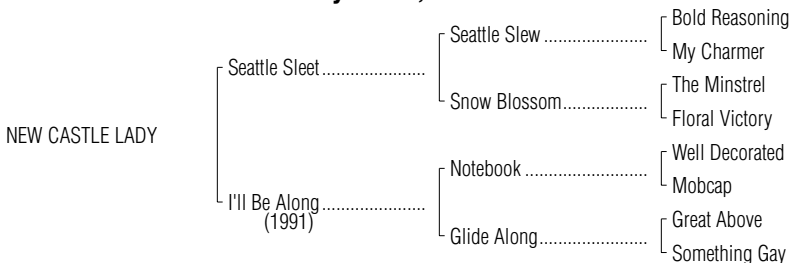 Bold Reasoning
Seattle Slew ......................
My Charmer
Seattle Sleet......................
The Minstrel
Snow Blossom..................
Floral Victory
NEW CASTLE LADY
Well Decorated
Notebook ..........................
Mobcap
I'll Be Along......................
(1991)
Great Above
Glide Along.......................
Something Gay